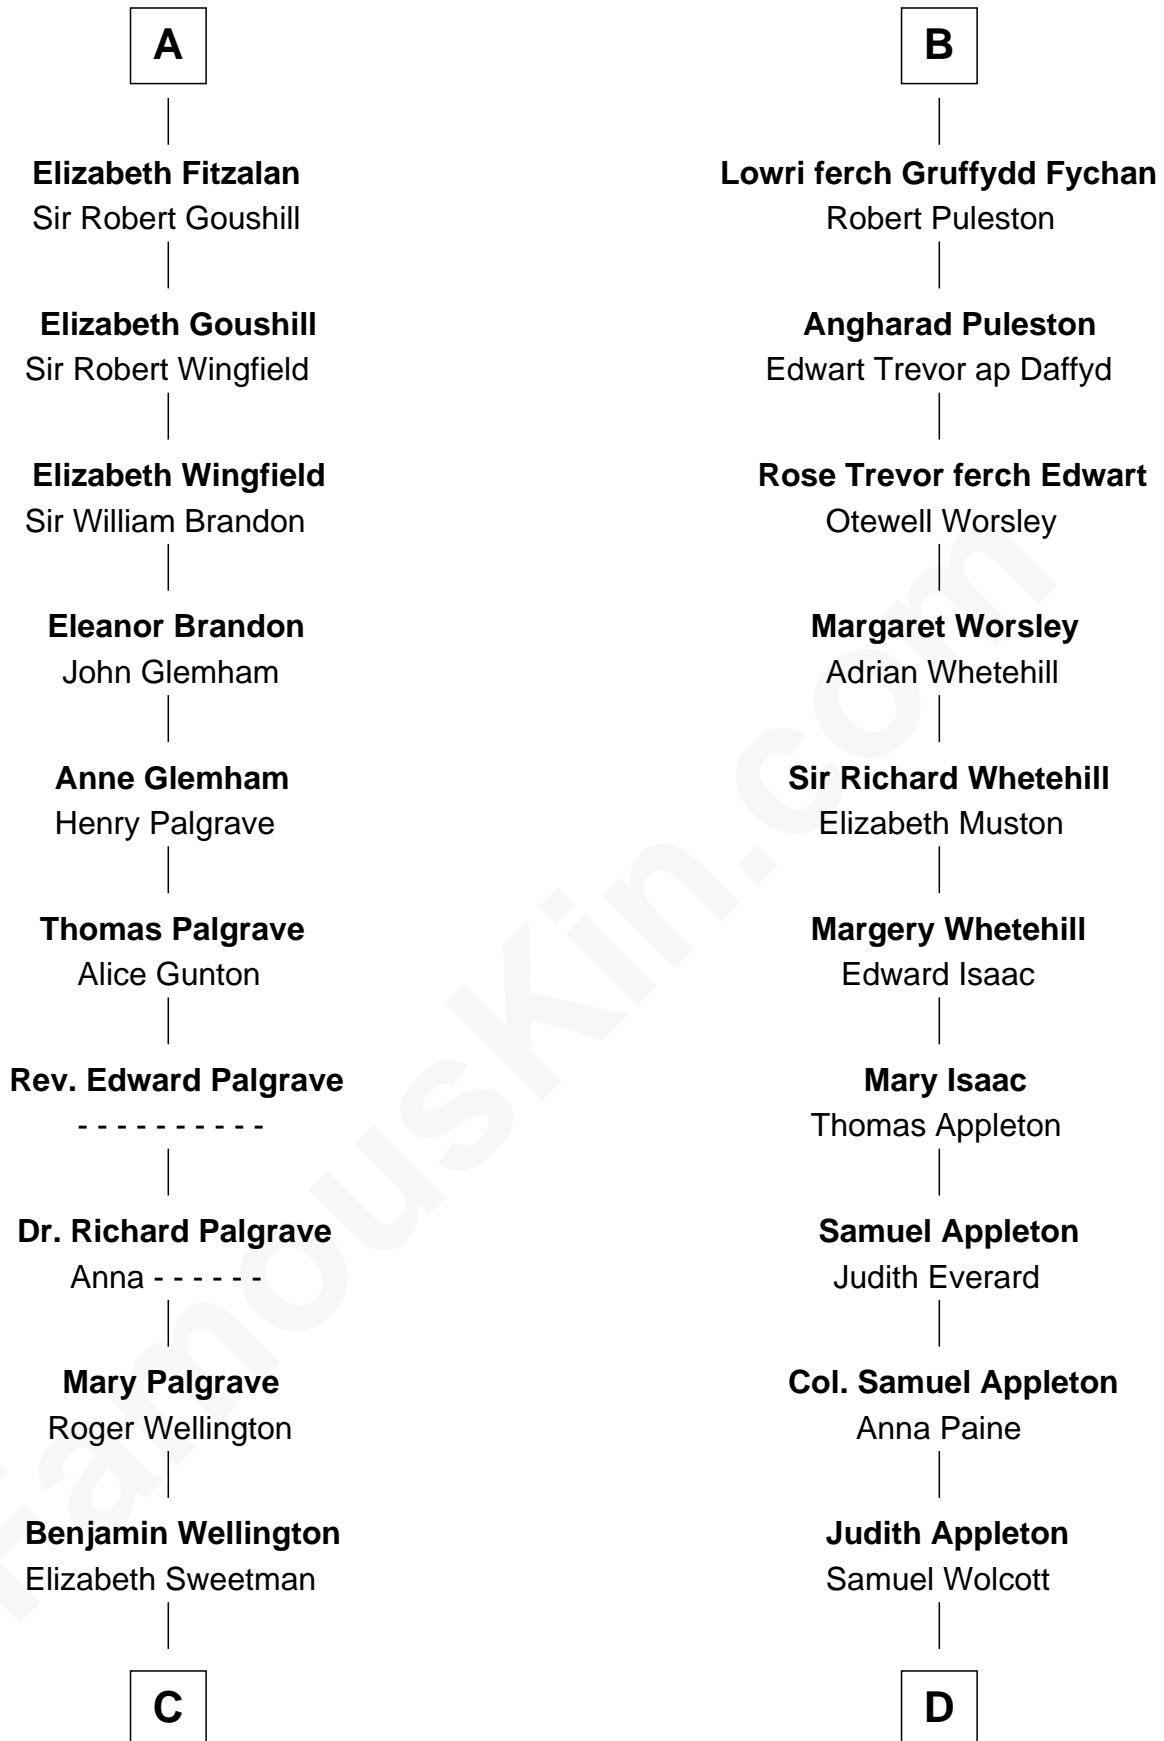 A
Elizabeth Fitzalan
Sir Robert Goushill
Elizabeth Goushill
Sir Robert Wingfield
Elizabeth Wingfield
Sir William Brandon
Eleanor Brandon
John Glemham
Anne Glemham
Henry Palgrave
Thomas Palgrave
Alice Gunton
Rev. Edward Palgrave
- - - - - - - - - -
Dr. Richard Palgrave
Anna - - - - - -
Mary Palgrave
Roger Wellington
Benjamin Wellington
Elizabeth Sweetman
C
B
Lowri ferch Gruffydd Fychan
Robert Puleston
Angharad Puleston
Edwart Trevor ap Daffyd
Rose Trevor ferch Edwart
Otewell Worsley
Margaret Worsley
Adrian Whetehill
Sir Richard Whetehill
Elizabeth Muston
Margery Whetehill
Edward Isaac
Mary Isaac
Thomas Appleton
Samuel Appleton
Judith Everard
Col. Samuel Appleton
Anna Paine
Judith Appleton
Samuel Wolcott
D
FamousKin.com